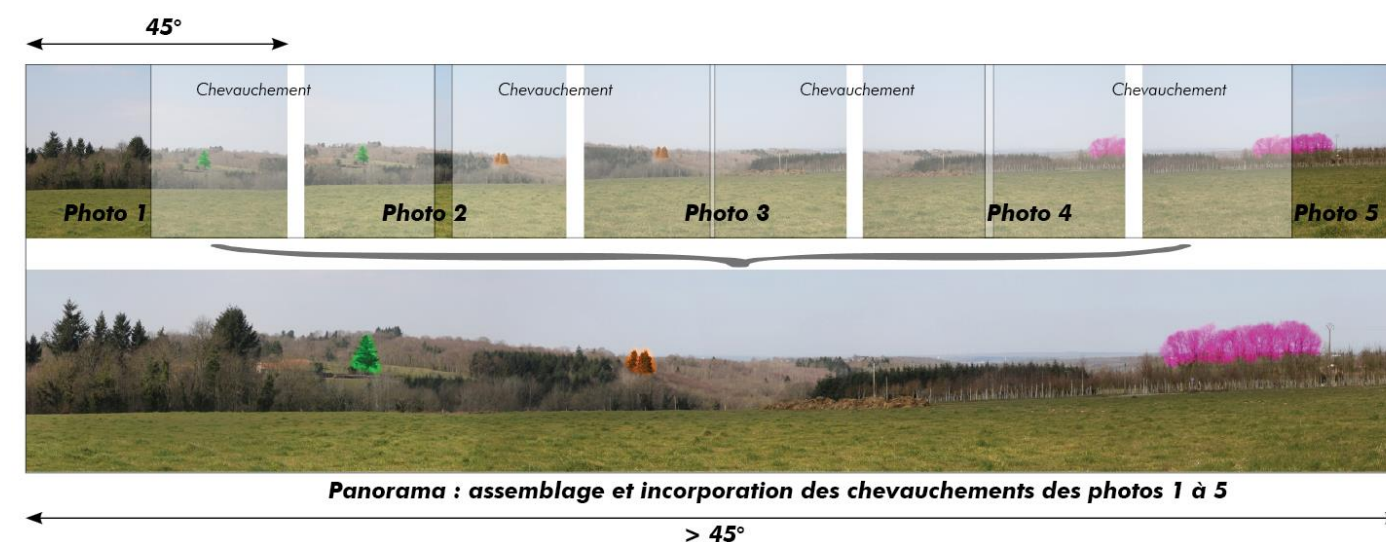 45°
Chevauchement Chevauchement Chevauchement Chevauchement
Photo 1 Photo 2 Photo 3 Photo 4 Photo 5
Panorama : assemblage et incorporation des chevauchements des photos 1 à 5
> 45°